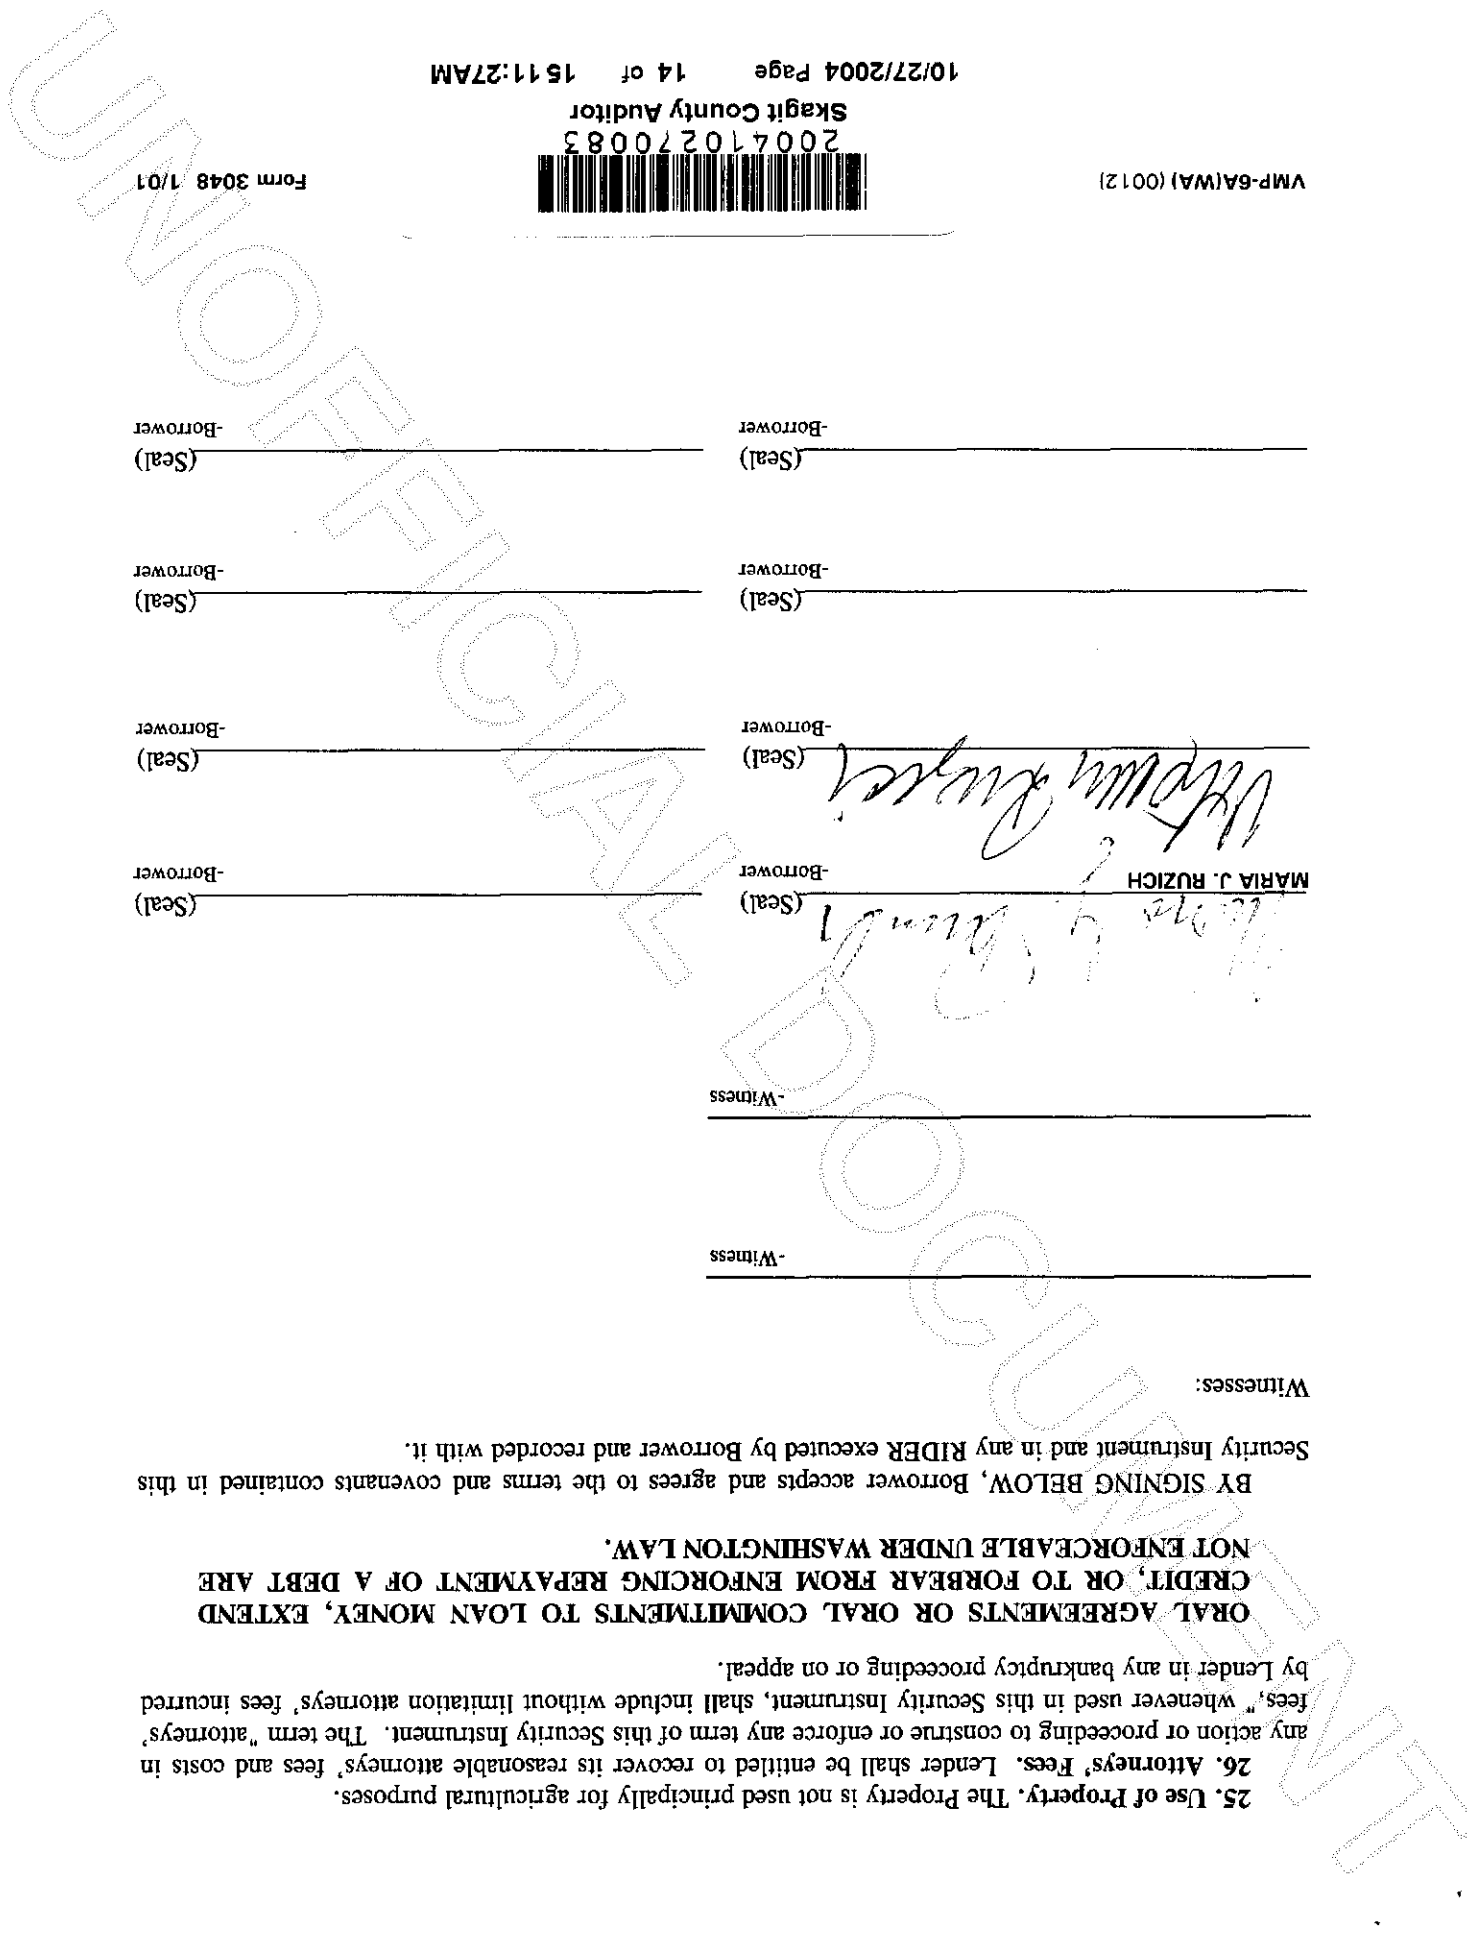 25. Use of Property. The Property is not used principally for agricultural purposes.
26. Attorneys' Fees. Lender shall be entitled to recover its reasonable attorneys' fees and costs in
any action or proceeding to construe or enforce any term of this Security Instrument. The term "attorneys'
fees," whenever used in this Security Instrument, shall include without limitation attorneys' fees incurred
by Lender in any bankruptcy proceeding or on appeal.
ORAL AGREEMENTS OR ORAL COMMITMENTS TO LOAN MONEY, EXTEND
CREDIT, OR TO FORBEAR FROM ENFORCING REPAYMENT OF A DEBT ARE
NOT ENFORCEABLE UNDER WASHINGTON LAW.
BY SIGNING BELOW, Borrower accepts and agrees to the terms and covenants contained in this
Security Instrument and in any RIDER executed by Borrower and recorded with it.
Witnesses:
-Witness
-Witness
(Seal) (Seal)
MARIA J. RUZICH -Borrower -Borrower
(Seal) (Seal)
-Borrower -Borrower
(Seal) (Seal)
-Borrower -Borrower
(Seal) (Seal)
-Borrower -Borrower
VMP-6A(WA) (0012) Form 3048 1/01
200410270083
Skagit County Auditor
10/27/2004 Page 14 of 15 11:27AM
UNOFFICIAL DOCUMENT